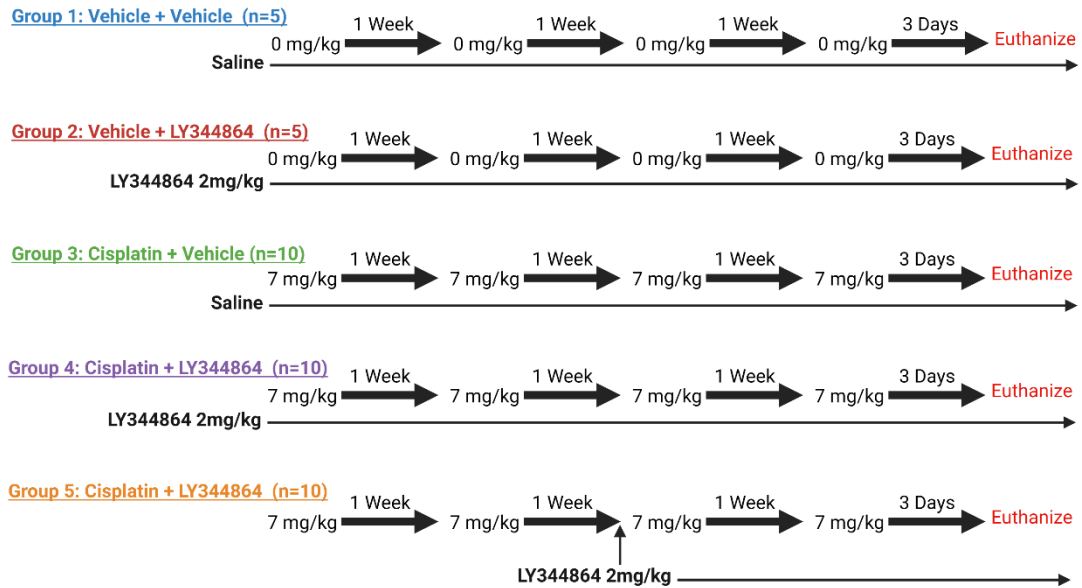 Group 1: Vehicle + Vehicle (n=5)
1 Week 1 Week 1 Week 3 Days
0 mg/kg 0 mg/kg 0 mg/kg 0 mg/kg Euthanize
Saline
Group 2: Vehicle + LY344864 (n=5)
1 Week 1 Week 1 Week 3 Days
0 mg/kg 0 mg/kg 0 mg/kg 0 mg/kg Euthanize
LY344864 2mg/kg
Group 3: Cisplatin + Vehicle (n=10)
1 Week 1 Week 1 Week 3 Days
7 mg/kg 7 mg/kg 7 mg/kg 7 mg/kg Euthanize
Saline
Group 4: Cisplatin + LY344864 (n=10)
1 Week 1 Week 1 Week 3 Days
7 mg/kg 7 mg/kg 7 mg/kg 7 mg/kg Euthanize
LY344864 2mg/kg
Group 5: Cisplatin + LY344864 (n=10)
1 Week 1 Week 1 Week 3 Days
7 mg/kg 7 mg/kg 7 mg/kg 7 mg/kg Euthanize
LY344864 2mg/kg